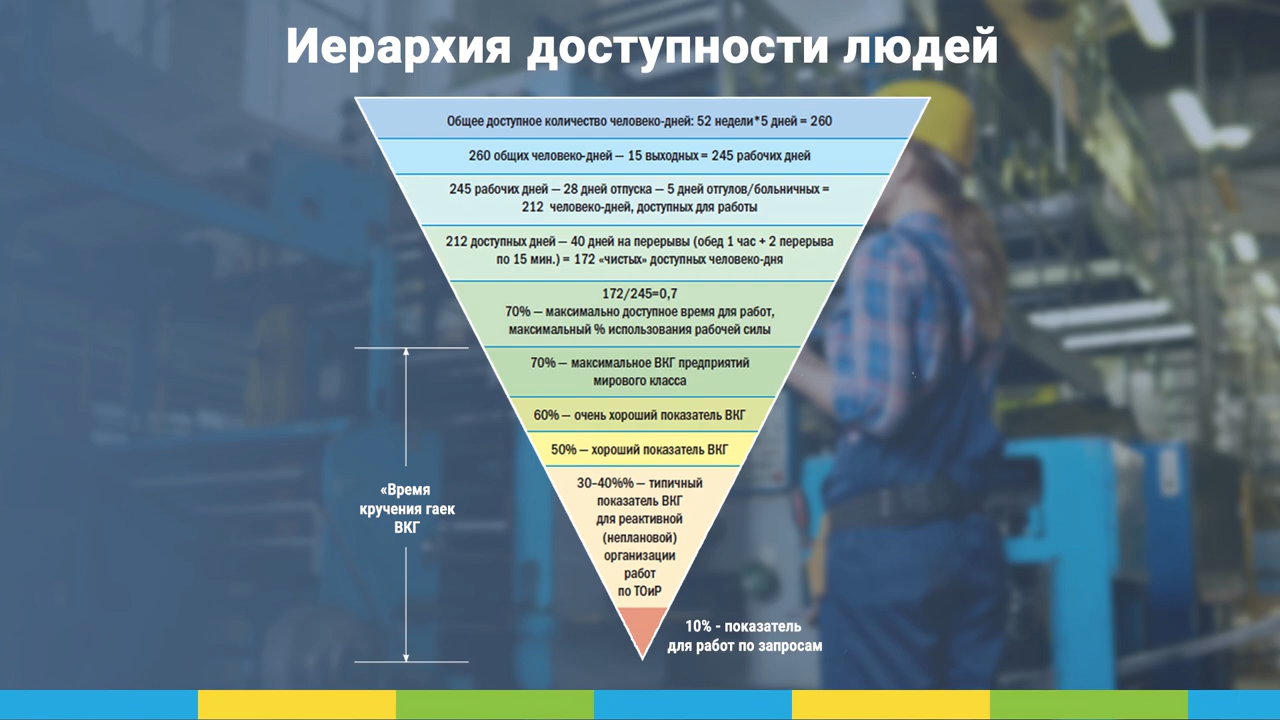 Иерархия доступности людей
Общее доступное количество человеко-дней: 52 недели*5 дней = 260
260 общих человеко-дней — 15 выходных = 245 рабочих дней
245 рабочих дней — 28 дней отпуска — 5 дней отгулов/больничных =
212 человеко-дней, доступных для работы
212 доступных дней — 40 дней на перерывы (обед 1 час + 2 перерыва
по 15 мин.) = 172 «чистых» доступных человеко-дня
172/245=0,7
70% — максимально доступное время для работ,
максимальный % использования рабочей силы
70% — максимальное ВКГ предприятий
мирового класса
60% — очень хороший показатель ВКГ
50% — хороший показатель ВКГ
30–40%% — типичный
показатель ВКГ
для реактивной
(неплановой)
организации
работ
по ТОиР
«Время
кручения гаек
ВКГ
10% - показатель
для работ по запросам